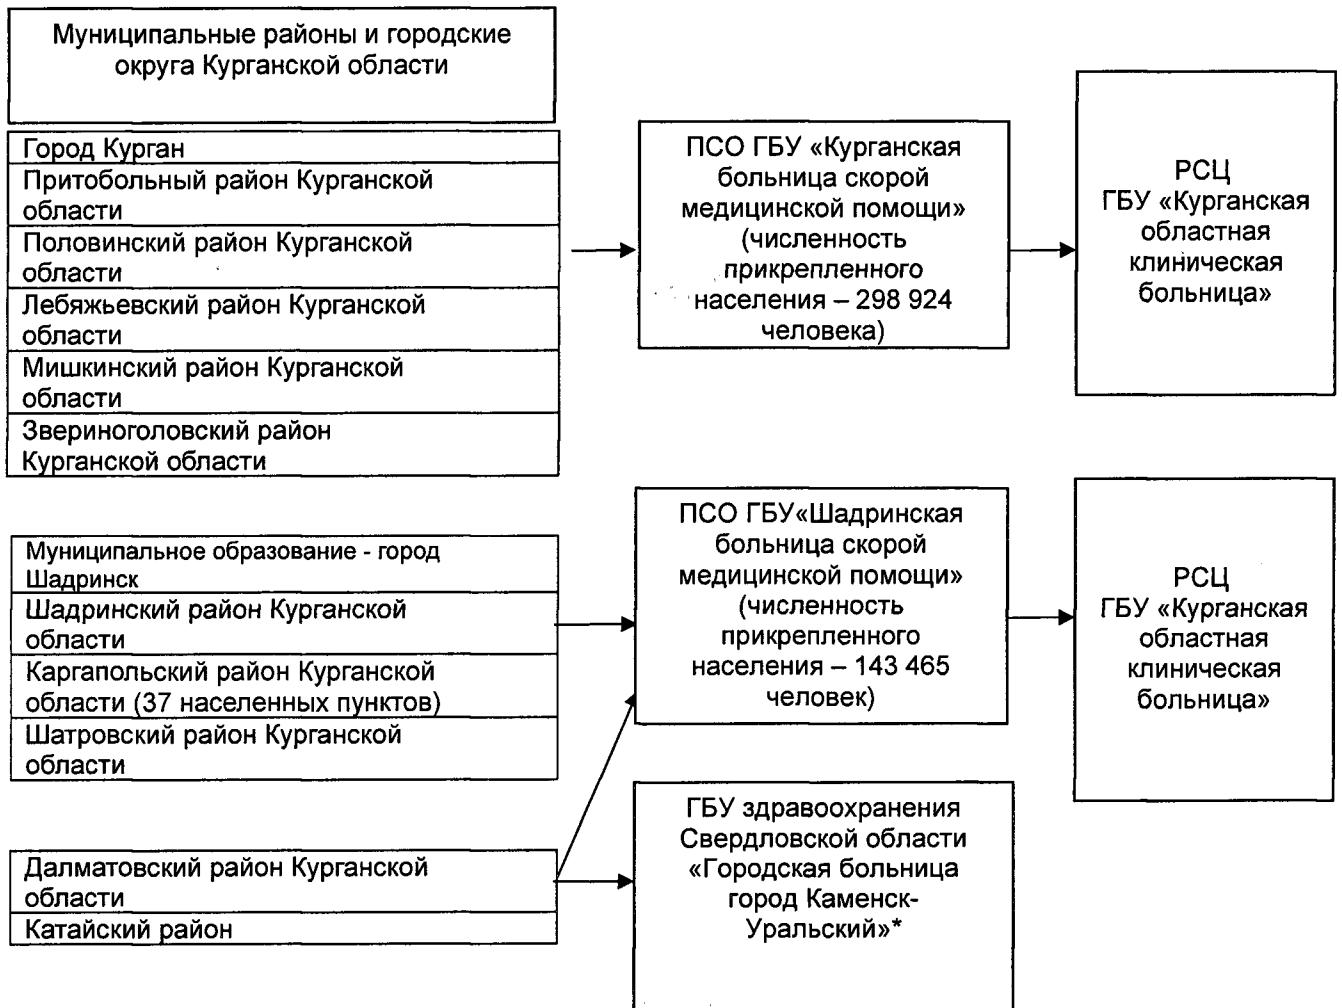 Муниципальные районы и городские
округа Курганской области
Город Курган
Притобольный район Курганской
области
Половинский район Курганской
области
Лебяжьевский район Курганской
области
Мишкинский район Курганской
области
Звериноголовский район
Курганской области
ПСО ГБУ «Курганская
больница скорой
медицинской помощи»
(численность
прикрепленного
населения – 298 924
человека)
РСЦ
ГБУ «Курганская
областная
клиническая
больница»
Муниципальное образование - город
Шадринск
Шадринский район Курганской
области
Каргапольский район Курганской
области (37 населенных пунктов)
Шатровский район Курганской
области
ПСО ГБУ«Шадринская
больница скорой
медицинской помощи»
(численность
прикрепленного
населения – 143 465
человек)
РСЦ
ГБУ «Курганская
областная
клиническая
больница»
Далматовский район Курганской
области
Катайский район
ГБУ здравоохранения
Свердловской области
«Городская больница
город Каменск-
Уральский»*